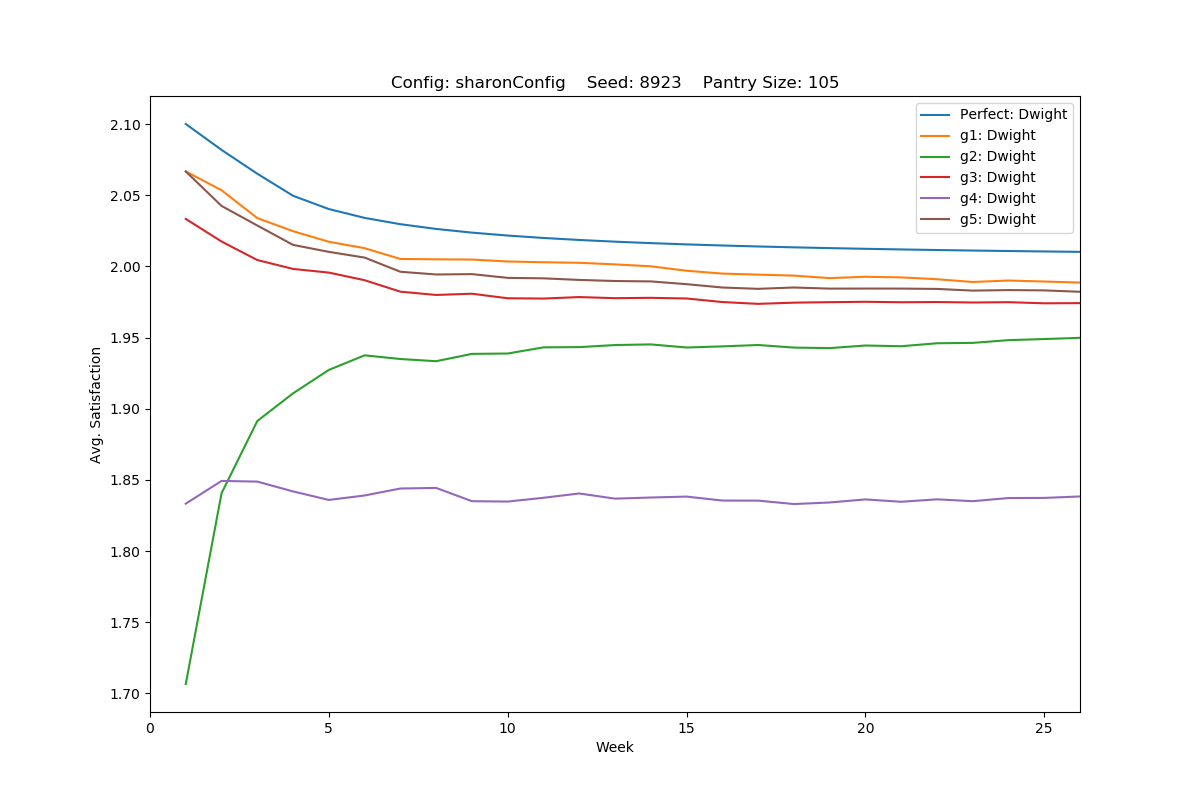 Config: sharonConfig    Seed: 8923    Pantry Size: 105
Perfect: Dwight
g1: Dwight
g2: Dwight
g3: Dwight
g4: Dwight
g5: Dwight
2.10
2.05
2.00
1.95
1.90
1.85
1.80
1.75
1.70
Avg. Satisfaction
0 5 10 15 20 25
Week